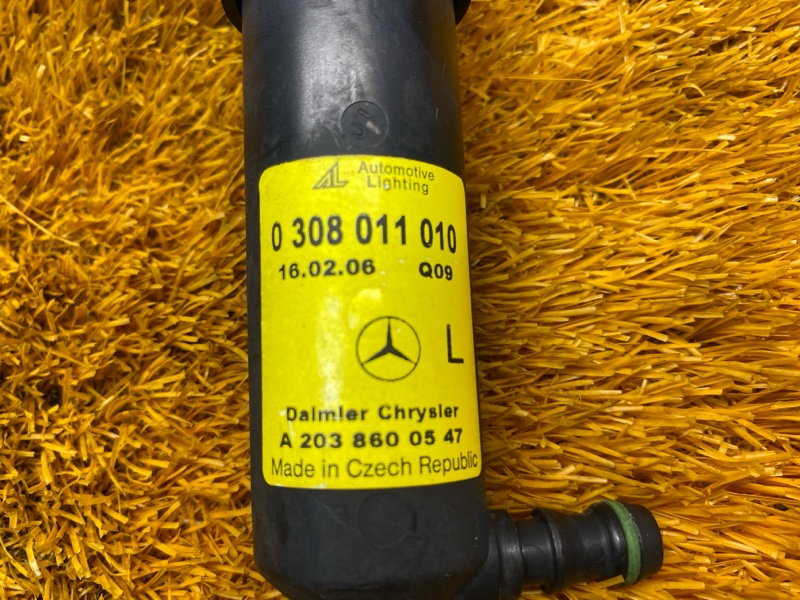 AL Automotive
Lighting
0 308 011 010
16.02.06 Q09
L
Daimler Chrysler
A 203 860 05 47
Made in Czech Republic